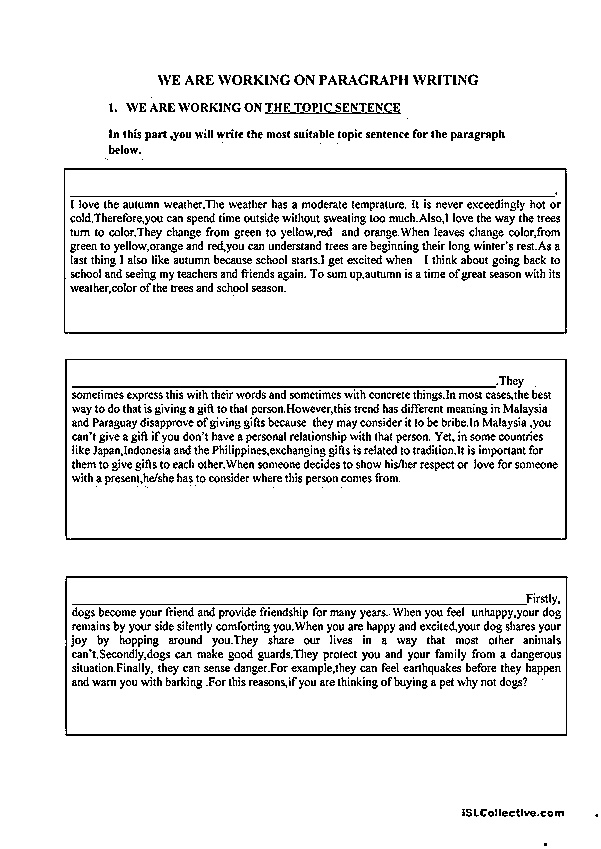 WE ARE WORKING ON PARAGRAPH WRITING
1. WE ARE WORKING ON THE TOPIC SENTENCE
In this part ,you will write the most suitable topic sentence for the paragraph
below.
.
I love the autumn weather.The weather has a moderate temprature. It is never exceedingly hot or
cold.Therefore,you can spend time outside without sweating too much.Also,I love the way the trees
turn to color.They change from green to yellow,red and orange.When leaves change color,from
green to yellow,orange and red,you can understand trees are beginning their long winter's rest.As a
last thing I also like autumn because school starts.I get excited when I think about going back to
school and seeing my teachers and friends again. To sum up,autumn is a time of great season with its
weather,color of the trees and school season.
.They
sometimes express this with their words and sometimes with concrete things.In most cases,the best
way to do that is giving a gift to that person.However,this trend has different meaning in Malaysia
and Paraguay disapprove of giving gifts because they may consider it to be bribe.In Malaysia ,you
can't give a gift if you don't have a personal relationship with that person. Yet, in some countries
like Japan,Indonesia and the Philippines,exchanging gifts is related to tradition.It is important for
them to give gifts to each other.When someone decides to show his/her respect or love for someone
with a present,he/she has to consider where this person comes from.
Firstly,
dogs become your friend and provide friendship for many years. When you feel unhappy,your dog
remains by your side silently comforting you.When you are happy and excited,your dog shares your
joy by hopping around you.They share our lives in a way that most other animals
can't.Secondly,dogs can make good guards.They protect you and your family from a dangerous
situation.Finally, they can sense danger.For example,they can feel earthquakes before they happen
and warn you with barking .For this reasons,if you are thinking of buying a pet why not dogs?
iSLCollective.com